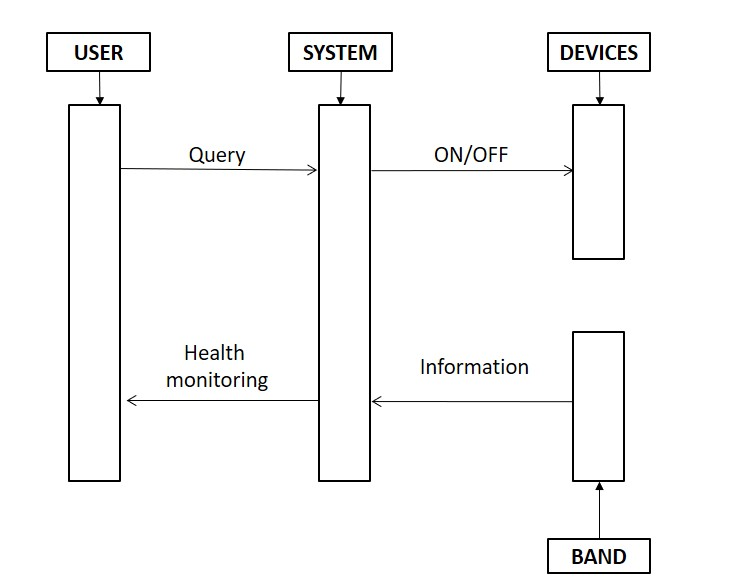 USER
SYSTEM
DEVICES
Query
ON/OFF
Health
monitoring
Information
BAND